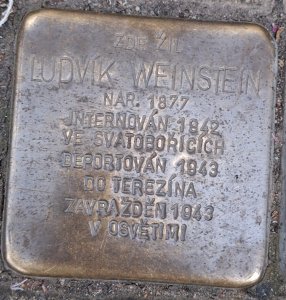 ZDE ŽIL
LUDVÍK WEINSTEIN
NAR. 1877
INTERNOVÁN 1942
VE SVATOBOŘICÍCH
DEPORTOVÁN 1943
DO TEREZÍNA
ZAVRAŽDĚN 1943
V OSVĚTIMI